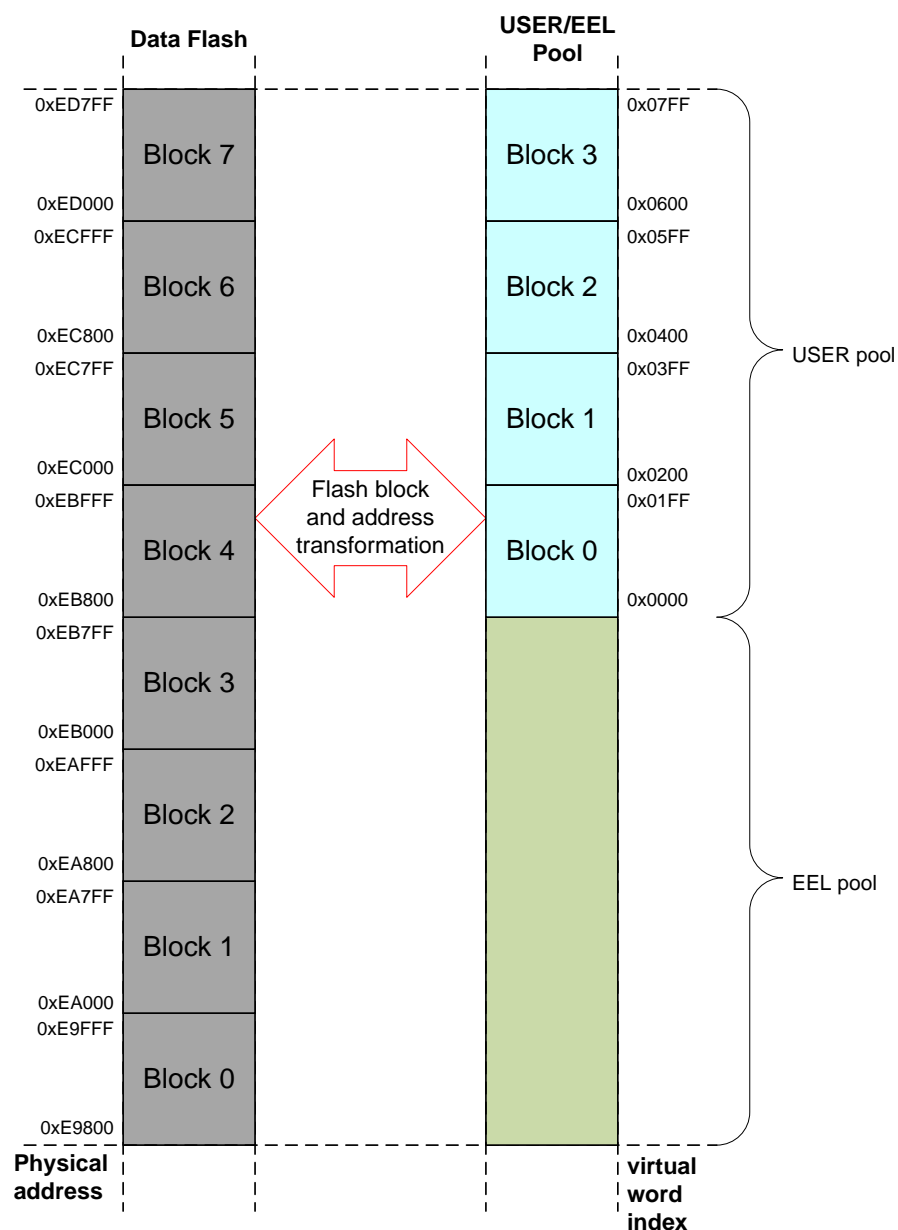 Data Flash
USER/EEL
Pool
0xED7FF
Block 7
0xED000
0xECFFF
Block 6
0xEC800
0xEC7FF
Block 5
0xEC000
0xEBFFF
Block 4
0xEB800
0xEB7FF
Block 3
0xEB000
0xEAFFF
Block 2
0xEA800
0xEA7FF
Block 1
0xEA000
0xE9FFF
Block 0
0xE9800
Physical
address
Flash block
and address
transformation
Block 3
Block 2
Block 1
Block 0
0x07FF
0x0600
0x05FF
0x0400
0x03FF
0x0200
0x01FF
0x0000
virtual
word
index
USER pool
EEL pool